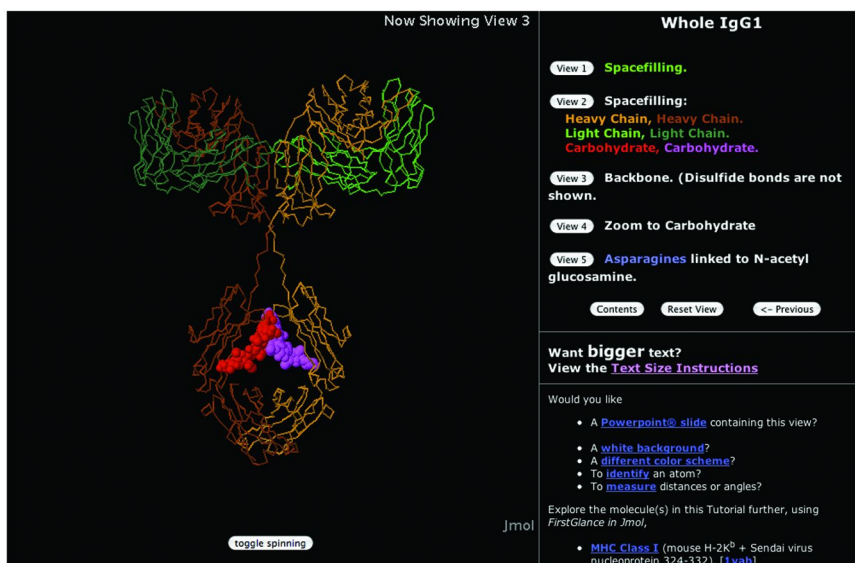 Now Showing View 3
Jmol
toggle spinning
Whole IgG1
View 1 Spacefilling.
View 2 Spacefilling:
Heavy Chain, Heavy Chain.
Light Chain, Light Chain.
Carbohydrate, Carbohydrate.
View 3 Backbone. (Disulfide bonds are not
shown.
View 4 Zoom to Carbohydrate
View 5 Asparagines linked to N-acetyl
glucosamine.
Contents Reset View <- Previous
Want bigger text?
View the Text Size Instructions
Would you like
• A Powerpoint® slide containing this view?
• A white background?
• A different color scheme?
• To identify an atom?
• To measure distances or angles?
Explore the molecule(s) in this Tutorial further, using
FirstGlance in Jmol,
• MHC Class I (mouse H-2Kb + Sendai virus
nucleoprotein 324-332). [1vab]